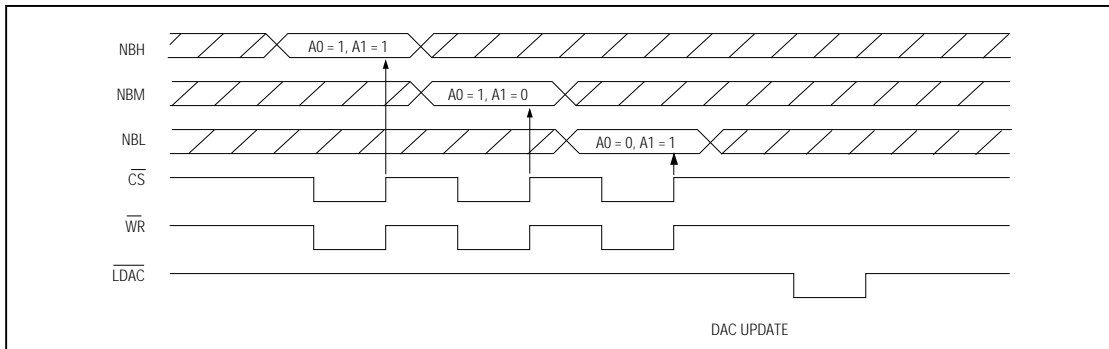 NBH
A0 = 1, A1 = 1
NBM
A0 = 1, A1 = 0
NBL
A0 = 0, A1 = 1
CS
WR
LDAC
DAC UPDATE